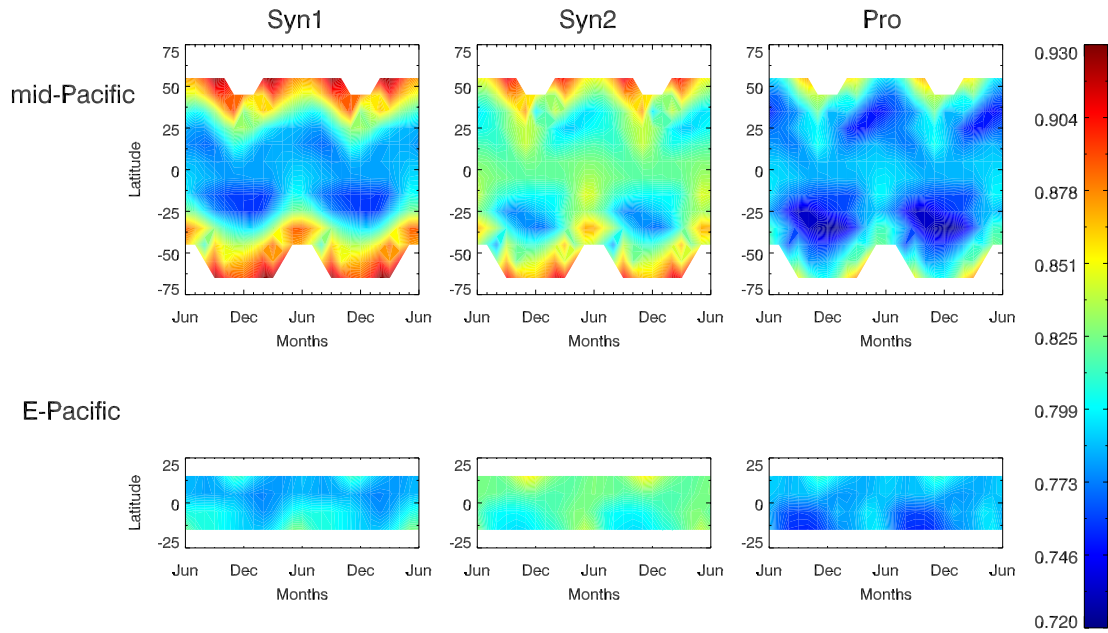 Syn1 Syn2 Pro
mid-Pacific
75 75 75
50 50 50
25 25 25
0 0 0
-25 -25 -25
-50 -50 -50
-75 -75 -75
Latitude
Jun Dec Jun Dec Jun Jun Dec Jun Dec Jun Jun Dec Jun Dec Jun
Months Months Months
E-Pacific
25 25 25
0 0 0
-25 -25 -25
Latitude
Jun Dec Jun Dec Jun Jun Dec Jun Dec Jun Jun Dec Jun Dec Jun
Months Months Months
0.930
0.904
0.878
0.851
0.825
0.799
0.773
0.746
0.720